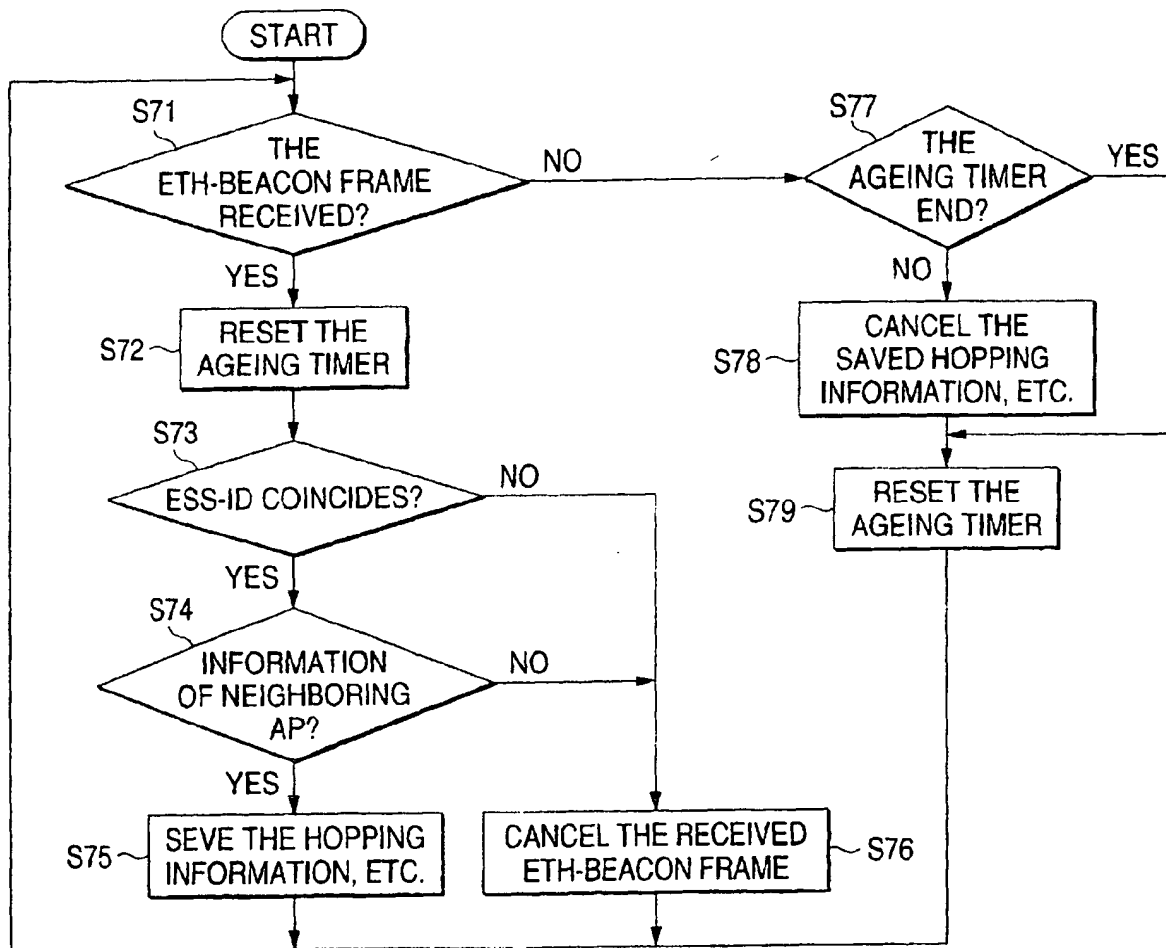 START
S71
THE
ETH-BEACON FRAME
RECEIVED?
NO
YES
S72
RESET THE
AGEING TIMER
S73
ESS-ID COINCIDES?
NO
YES
S74
INFORMATION
OF NEIGHBORING
AP?
NO
YES
S75
SEVE THE HOPPING
INFORMATION, ETC.
CANCEL THE RECEIVED
ETH-BEACON FRAME
S76
S77
THE
AGEING TIMER
END?
YES
NO
S78
CANCEL THE
SAVED HOPPING
INFORMATION, ETC.
S79
RESET THE
AGEING TIMER